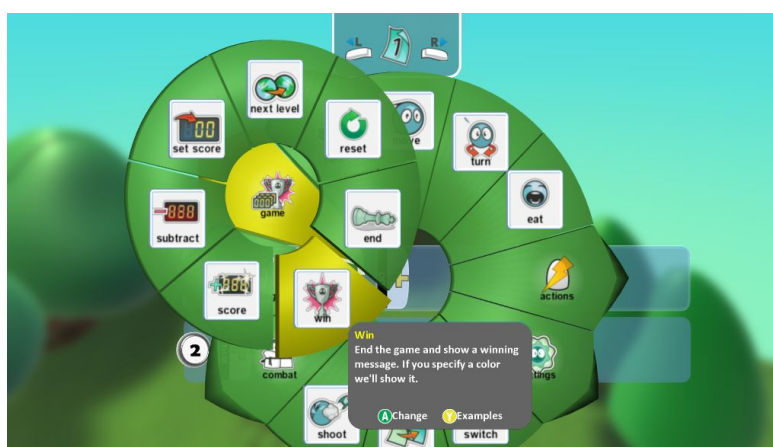 L
1
R
next level
set score
reset
turn
eat
game
subtract
end
score
win
actions
2
combat
Win
End the game and show a winning
message. If you specify a color
we'll show it.
A Change Y Examples
shoot
switch